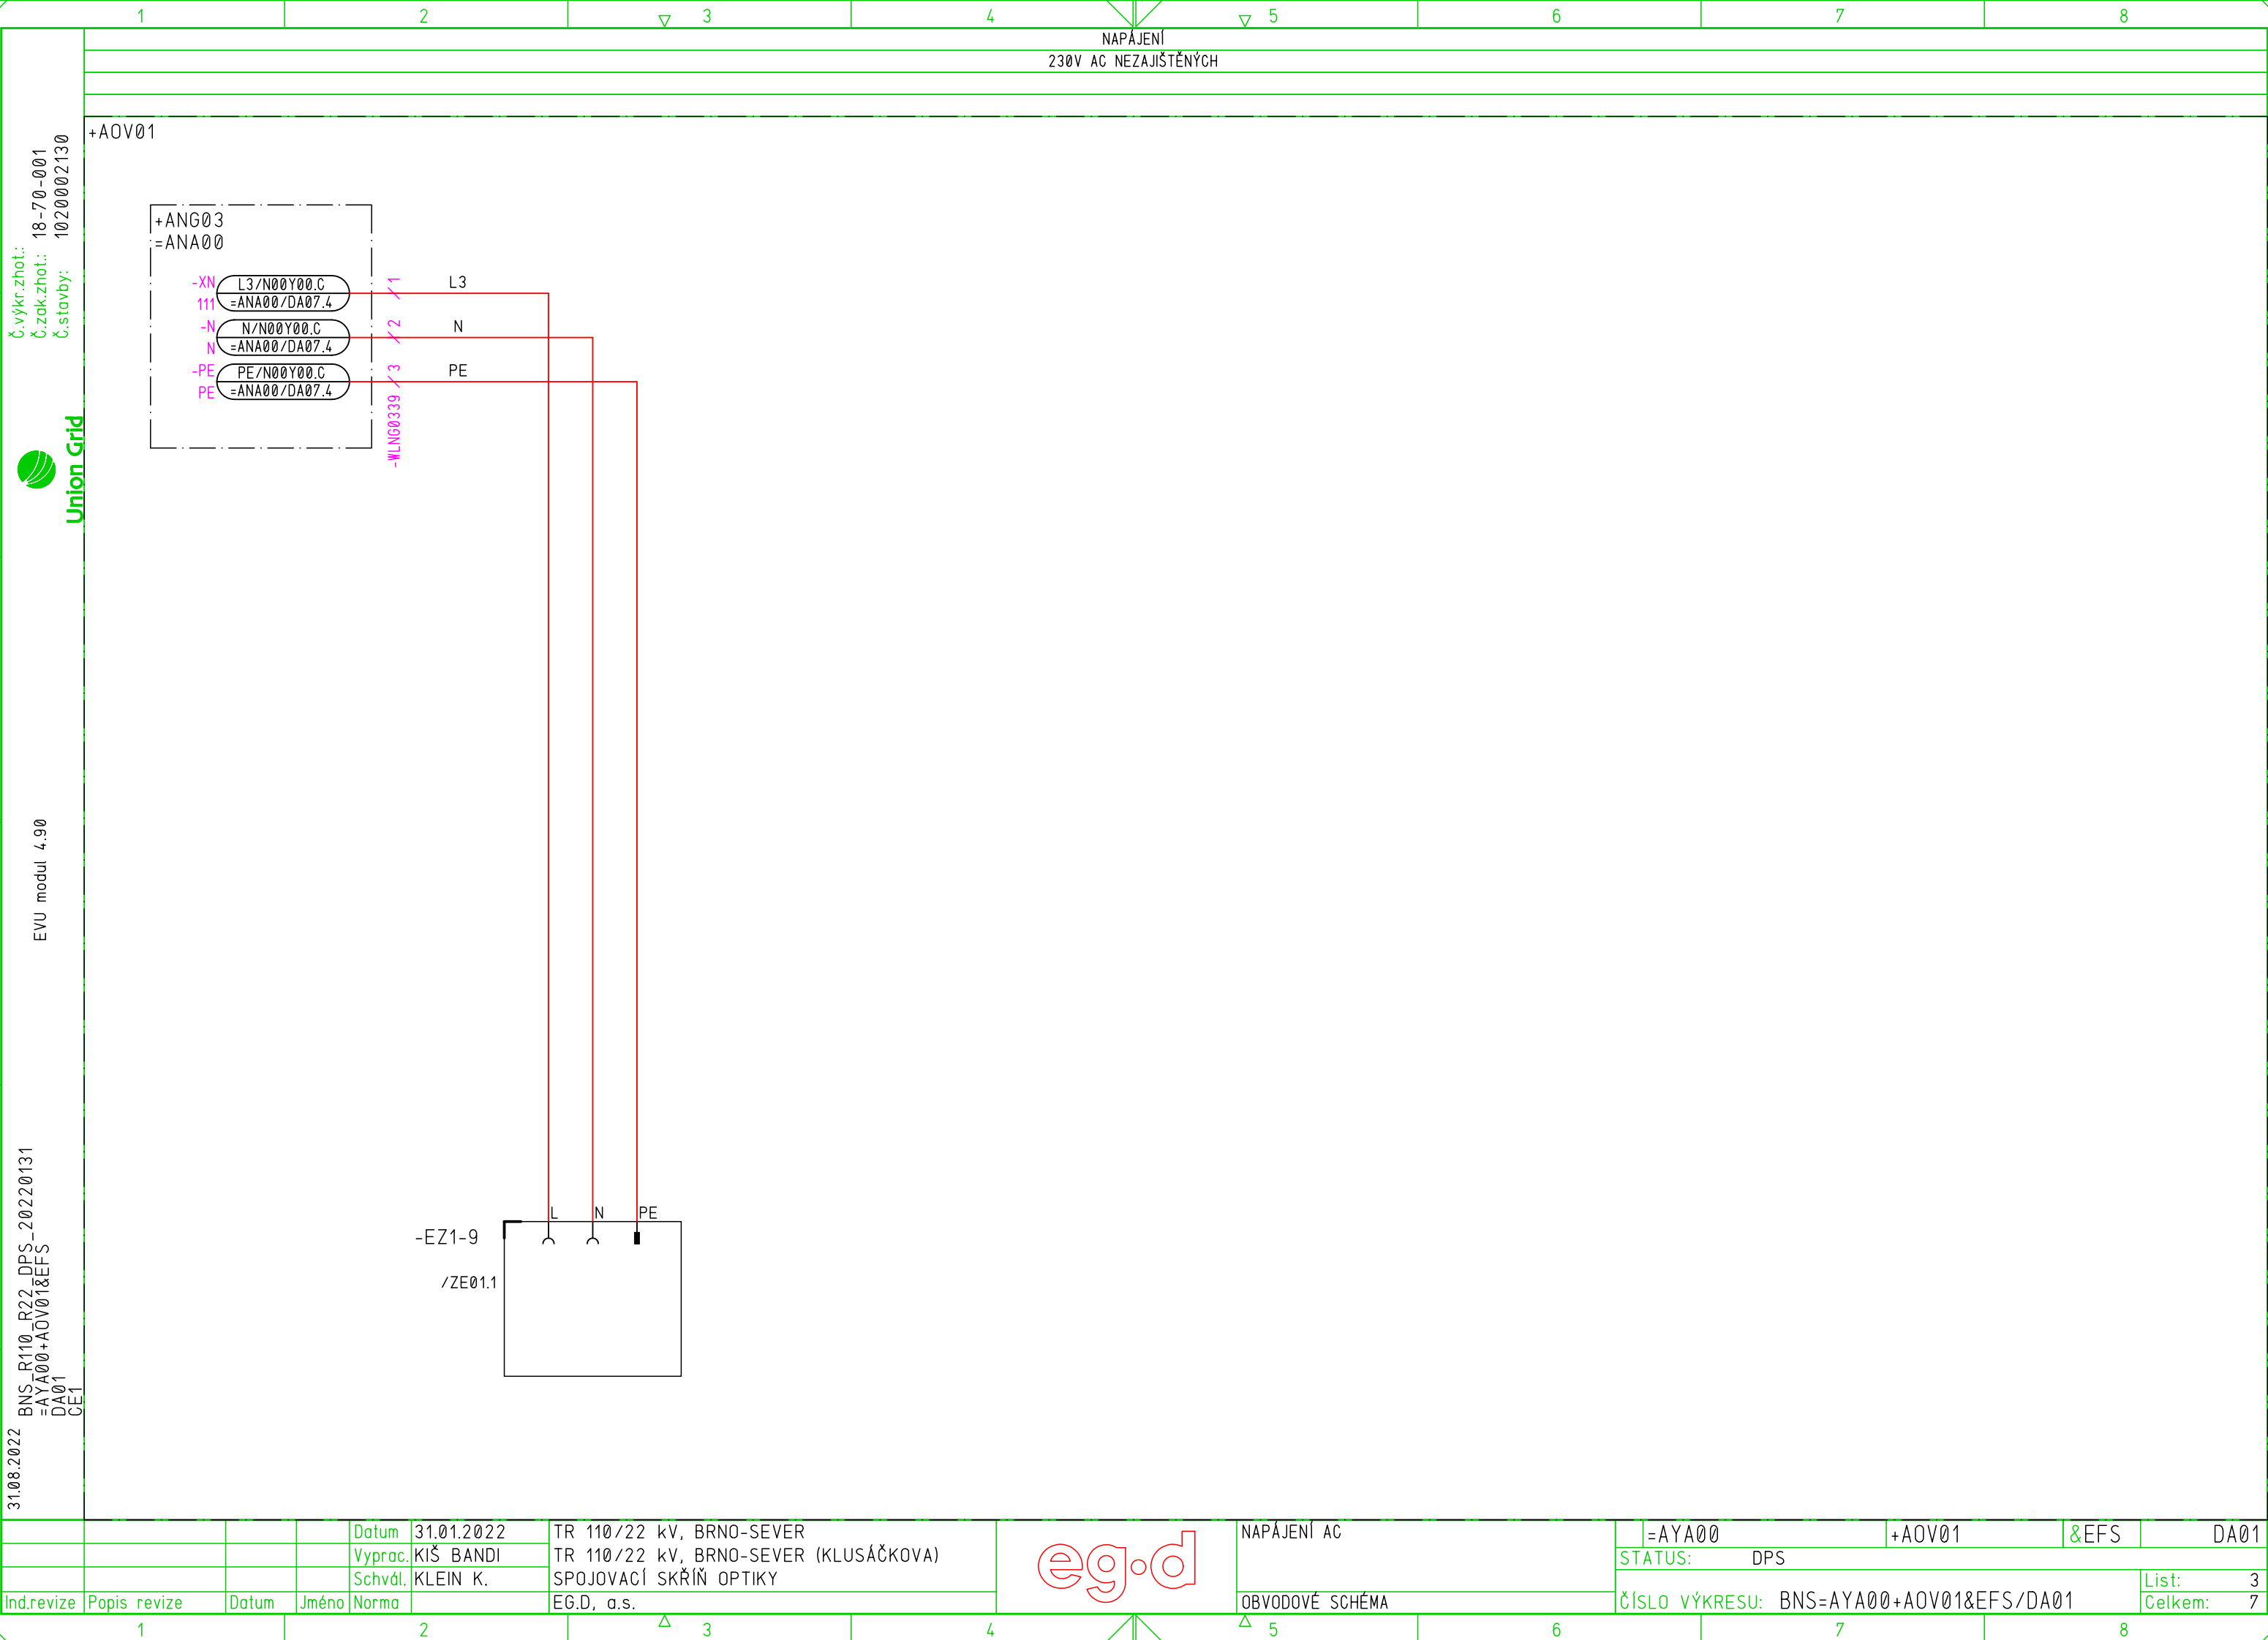 1 2 3 4 5 6 7 8
NAPÁJENÍ
230V AC NEZAJIŠTĚNÝCH
+AOV01
+ANG03
=ANA00
-XN
111
L3/N00Y00.C
=ANA00/DA07.4
1
L3
-N
N
N/N00Y00.C
=ANA00/DA07.4
2
N
-PE
PE
PE/N00Y00.C
=ANA00/DA07.4
3
PE
-WLNG0339
L N PE
-EZ1-9
/ZE01.1
Č.výkr.zhot.:
Č.zak.zhot.: 18-70-001
Č.stavby: 1020002130
Union Grid
EVU modul 4.90
BNS_R110_R22_DPS_20220131
=AYA00+AOV01&EFS
DA01
CE1
31.08.2022
Datum 31.01.2022
Vyprac. KIŠ BANDI
Schvál. KLEIN K.
Ind.revize Popis revize Datum Jméno Norma
TR 110/22 kV, BRNO-SEVER
TR 110/22 kV, BRNO-SEVER (KLUSÁČKOVA)
SPOJOVACÍ SKŘÍŇ OPTIKY
EG.D, a.s.
eg·d
NAPÁJENÍ AC
OBVODOVÉ SCHÉMA
=AYA00 +AOV01 &EFS DA01
STATUS: DPS
List: 3
ČÍSLO VÝKRESU: BNS=AYA00+AOV01&EFS/DA01
Celkem: 7
1 2 3 4 5 6 7 8